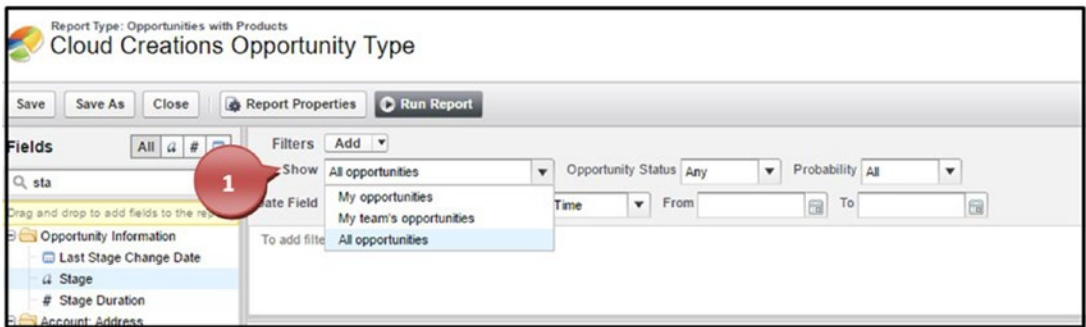 Report Type: Opportunities with Products
Cloud Creations Opportunity Type
Save Save As Close Report Properties Run Report
Fields All a # Filters Add
Show All opportunities Opportunity Status Any Probability All
sta
1
My opportunities
Date Field Time From To
My team's opportunities
Drag and drop to add fields to the
All opportunities
To add
Opportunity Information
Last Stage Change Date
a Stage
# Stage Duration
Account: Address